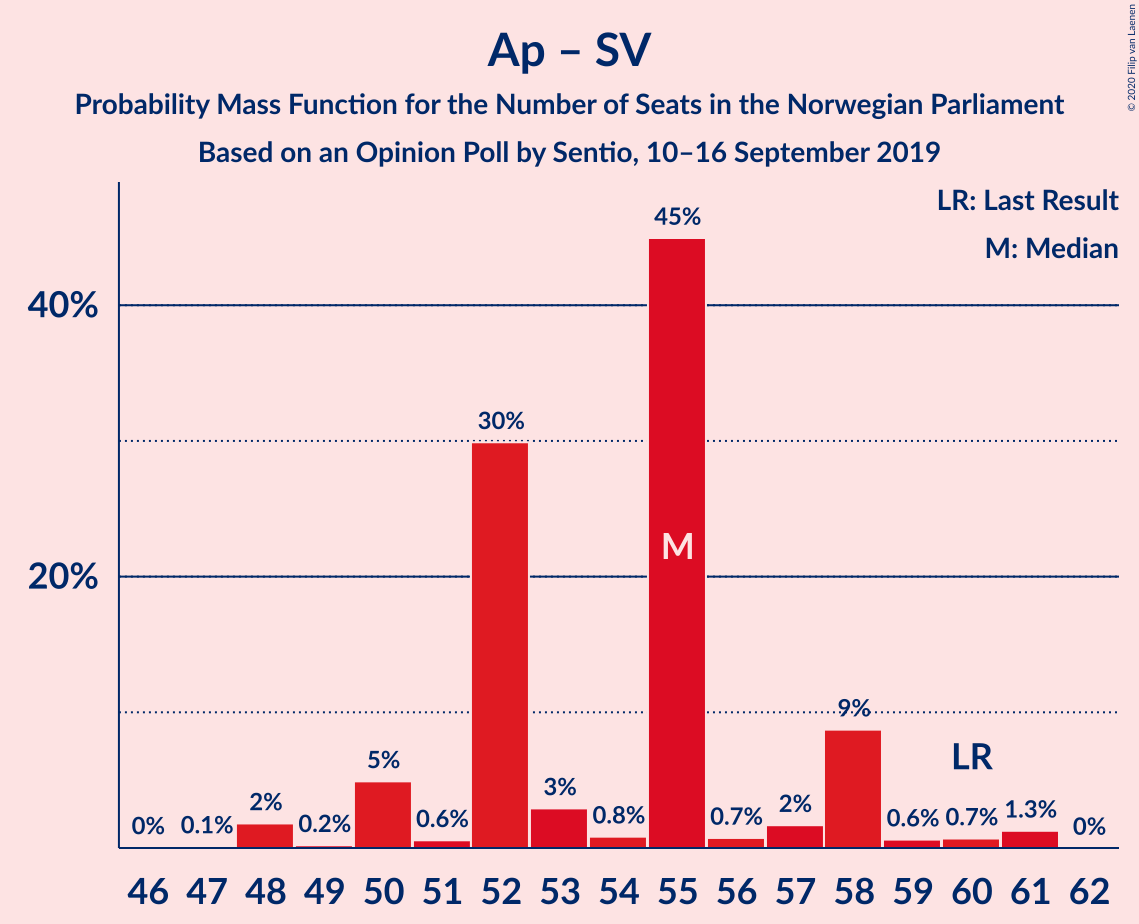 Ap – SV
Probability Mass Function for the Number of Seats in the Norwegian Parliament
Based on an Opinion Poll by Sentio, 10–16 September 2019
© 2020 Filip van Laenen
LR: Last Result
M: Median
40%
20%
0%
0.1%
2%
0.2%
5%
0.6%
30%
3%
0.8%
45%
M
0.7%
2%
9%
0.6%
LR
0.7%
1.3%
0%
46 47 48 49 50 51 52 53 54 55 56 57 58 59 60 61 62